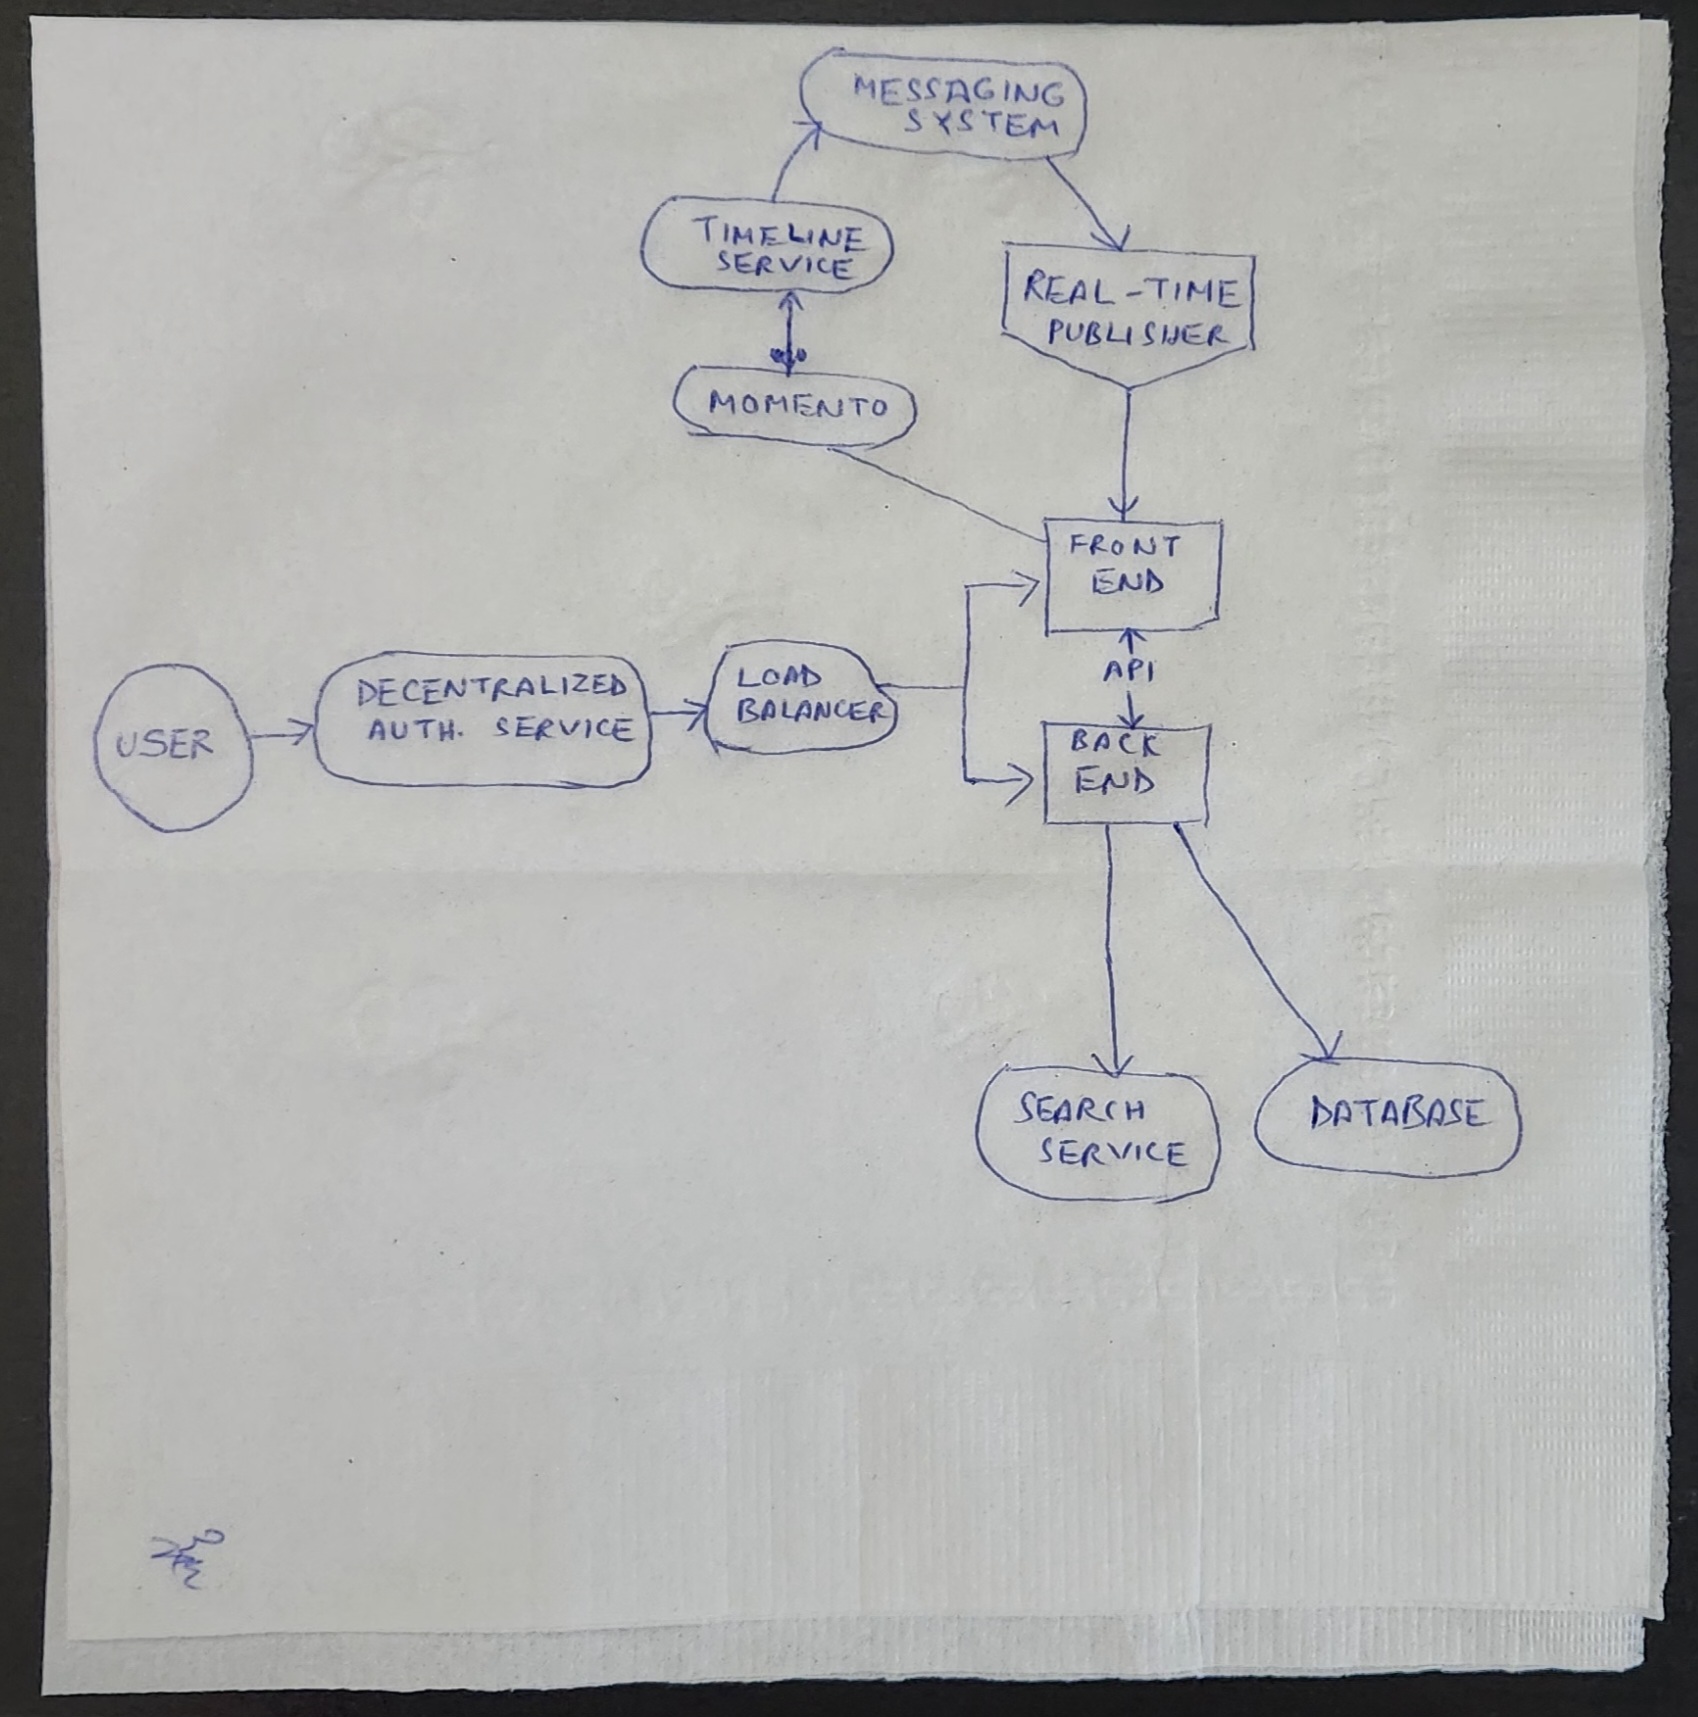 MESSAGING
SYSTEM
TIMELINE
SERVICE
REAL-TIME
PUBLISHER
MOMENTO
FRONT
END
API
USER
DECENTRALIZED
AUTH. SERVICE
LOAD
BALANCER
BACK
END
SEARCH
SERVICE
DATABASE